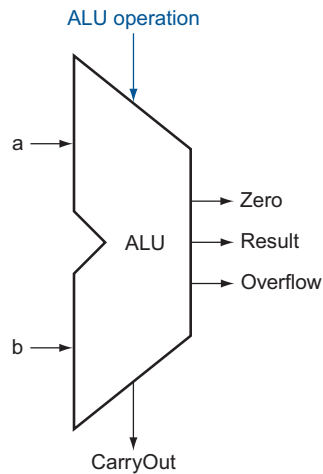 ALU operation
a
Zero
ALU
Result
Overflow
b
CarryOut